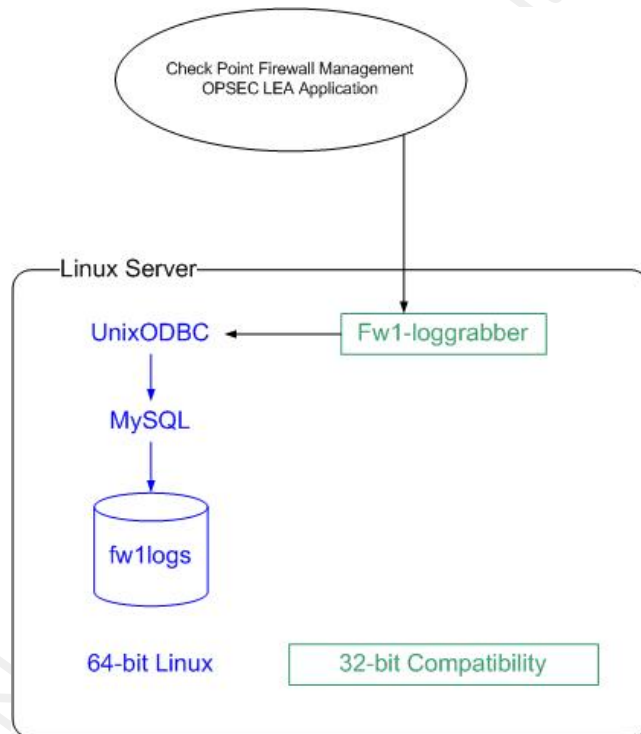 Check Point Firewall Management
OPSEC LEA Application
Linux Server
UnixODBC
Fw1-loggrabber
MySQL
fw1logs
64-bit Linux
32-bit Compatibility